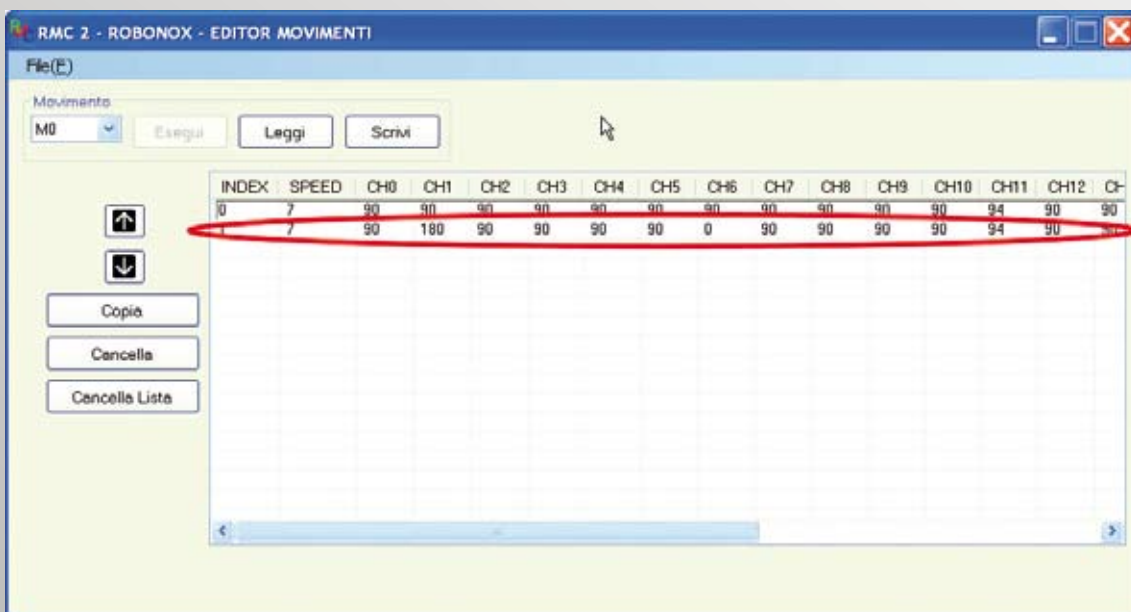 RMC 2 - ROBONOX - EDITOR MOVIMENTI
File(F)
Movimento
M0 Esegui Leggi Scrivi
INDEX SPEED CH0 CH1 CH2 CH3 CH4 CH5 CH6 CH7 CH8 CH9 CH10 CH11 CH12 CH
0 7 90 90 90 90 90 90 90 90 90 90 90 94 90 90
7 90 180 90 90 90 90 0 90 90 90 90 94 90
Copia
Cancella
Cancella Lista